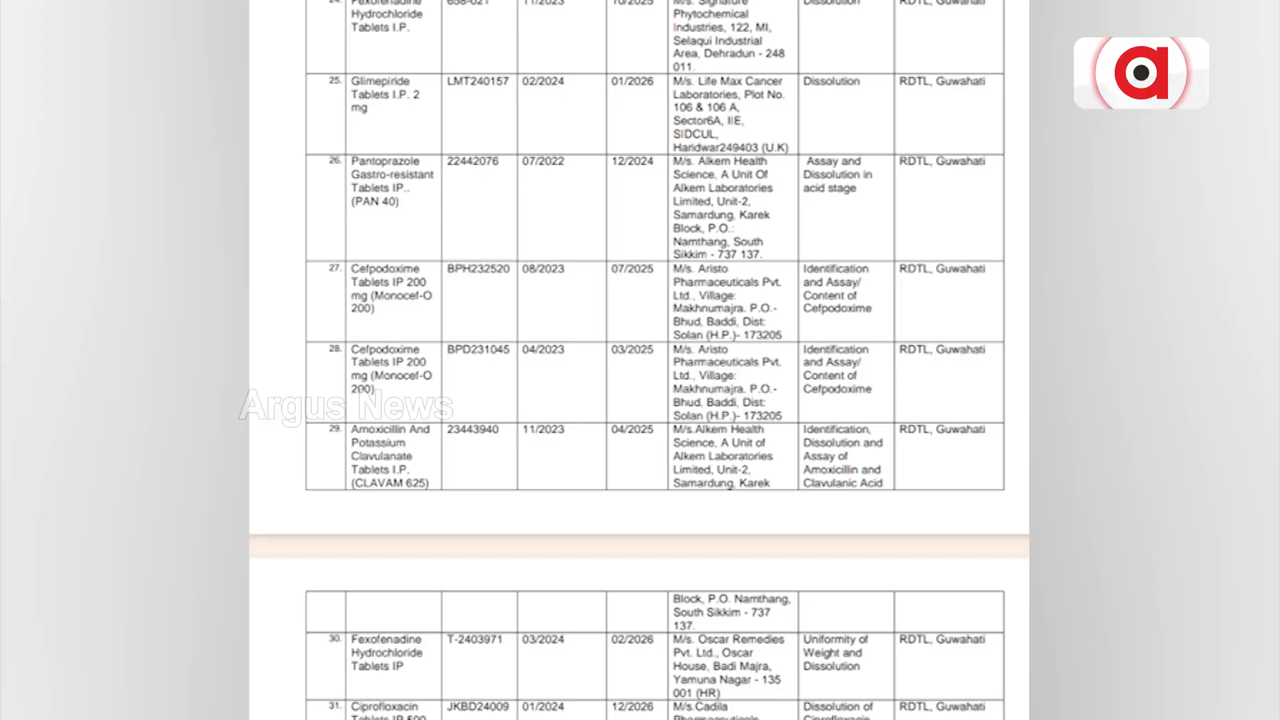 24. Fexofenadine Hydrochloride Tablets I.P. 11/2023 10/2025 M/s. Signature Phytochemical Industries, 122, MI, Selaqui Industrial Area, Dehradun - 248 011. Dissolution RDTL, Guwahati
25. Glimepiride Tablets I.P. 2 mg LMT240157 02/2024 01/2026 M/s. Life Max Cancer Laboratories, Plot No. 106 & 106 A, Sector6A, IIE, SIDCUL, Haridwar249403 (U.K) Dissolution RDTL, Guwahati
26. Pantoprazole Gastro-resistant Tablets IP.. (PAN 40) 22442076 07/2022 12/2024 M/s. Alkem Health Science, A Unit Of Alkem Laboratories Limited, Unit-2, Samardung, Karek Block, P.O.: Namthang, South Sikkim - 737 137. Assay and Dissolution in acid stage RDTL, Guwahati
27. Cefpodoxime Tablets IP 200 mg (Monocef-O 200) BPH232520 08/2023 07/2025 M/s. Aristo Pharmaceuticals Pvt. Ltd., Village: Makhnumajra. P.O.- Bhud, Baddi, Dist: Solan (H.P.)- 173205 Identification and Assay/ Content of Cefpodoxime RDTL, Guwahati
28. Cefpodoxime Tablets IP 200 mg (Monocef-O 200) BPD231045 04/2023 03/2025 M/s. Aristo Pharmaceuticals Pvt. Ltd., Village: Makhnumajra. P.O.- Bhud, Baddi, Dist: Solan (H.P.)- 173205 Identification and Assay/ Content of Cefpodoxime RDTL, Guwahati
Argus News
29. Amoxicillin And Potassium Clavulanate Tablets I.P. (CLAVAM 625) 23443940 11/2023 04/2025 M/s.Alkem Health Science, A Unit of Alkem Laboratories Limited, Unit-2, Samardung, Karek Identification, Dissolution and Assay of Amoxicillin and Clavulanic Acid RDTL, Guwahati
Block, P.O. Namthang, South Sikkim - 737 137.
30. Fexofenadine Hydrochloride Tablets IP T-2403971 03/2024 02/2026 M/s. Oscar Remedies Pvt. Ltd., Oscar House, Badi Majra, Yamuna Nagar - 135 001 (HR) Uniformity of Weight and Dissolution RDTL, Guwahati
31. Ciprofloxacin JKBD24009 01/2024 12/2026 M/s.Cadila Dissolution of RDTL, Guwahati
a